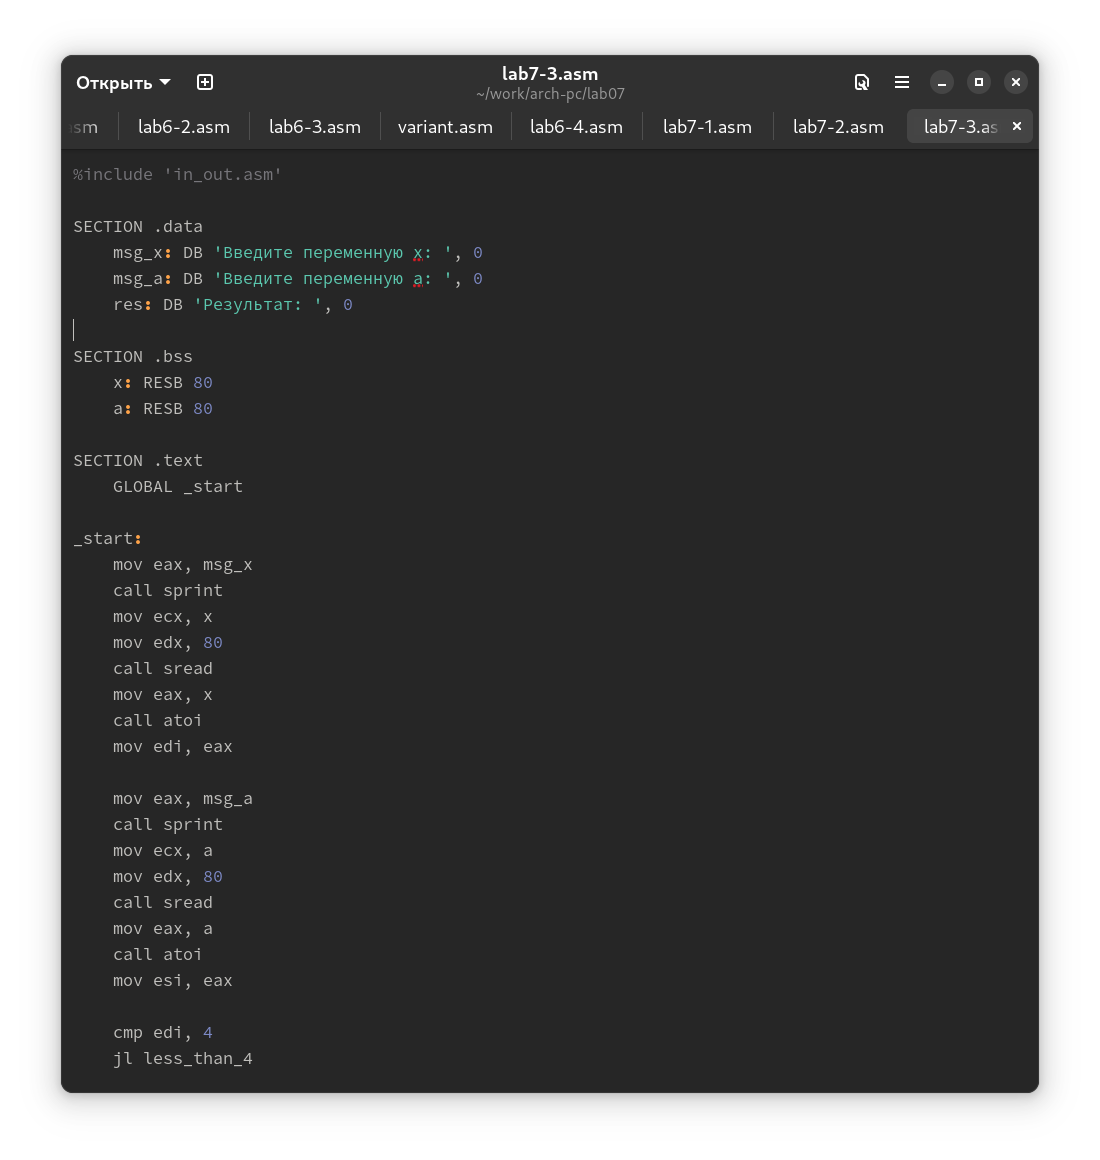 Открыть
lab7-3.asm
~/work/arch-pc/lab07
sm
lab6-2.asm
lab6-3.asm
variant.asm
lab6-4.asm
lab7-1.asm
lab7-2.asm
lab7-3.as
%include 'in_out.asm'
SECTION .data
msg_x: DB 'Введите переменную x: ', 0
msg_a: DB 'Введите переменную a: ', 0
res: DB 'Результат: ', 0
SECTION .bss
x: RESB 80
a: RESB 80
SECTION .text
GLOBAL _start
_start:
mov eax, msg_x
call sprint
mov ecx, x
mov edx, 80
call sread
mov eax, x
call atoi
mov edi, eax
mov eax, msg_a
call sprint
mov ecx, a
mov edx, 80
call sread
mov eax, a
call atoi
mov esi, eax
cmp edi, 4
jl less_than_4